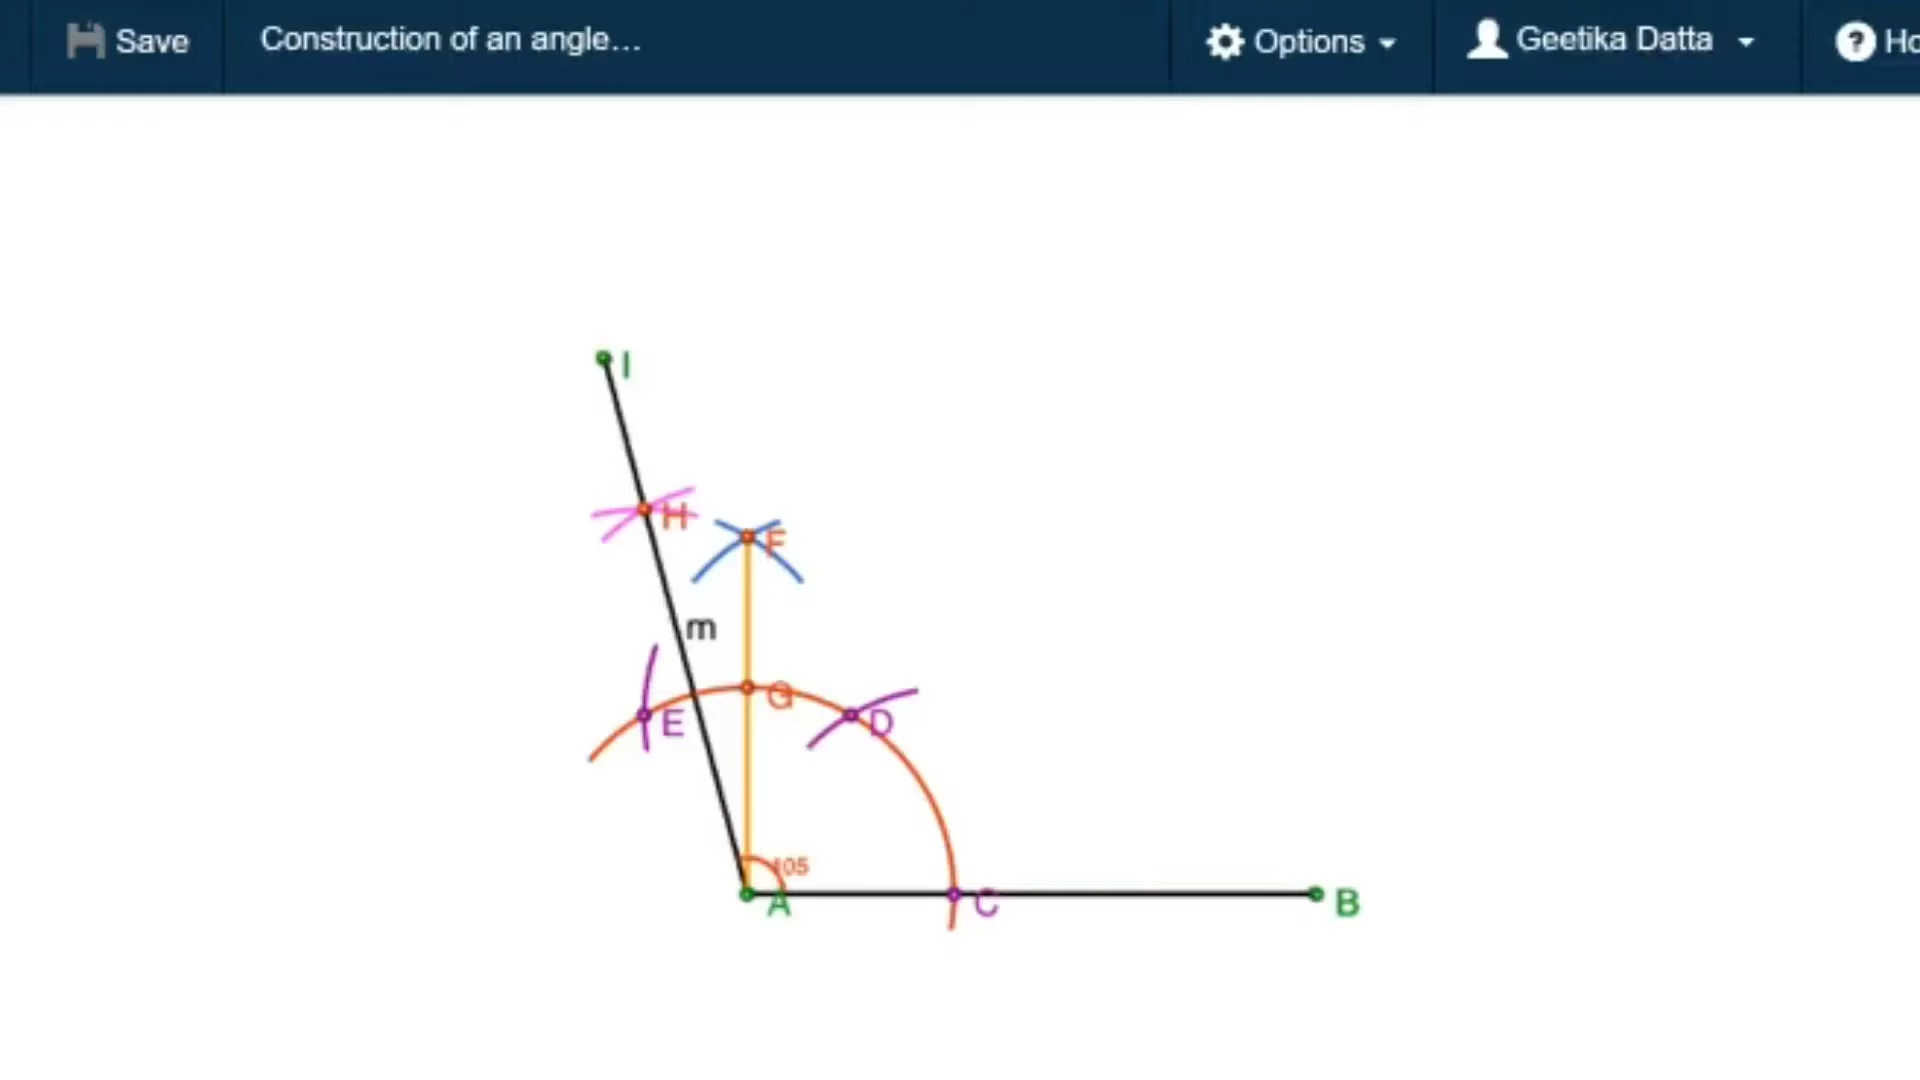 Save
Construction of an angle...
Options
Geetika Datta
?
I
H
F
m
E
G
D
105
A
C
B